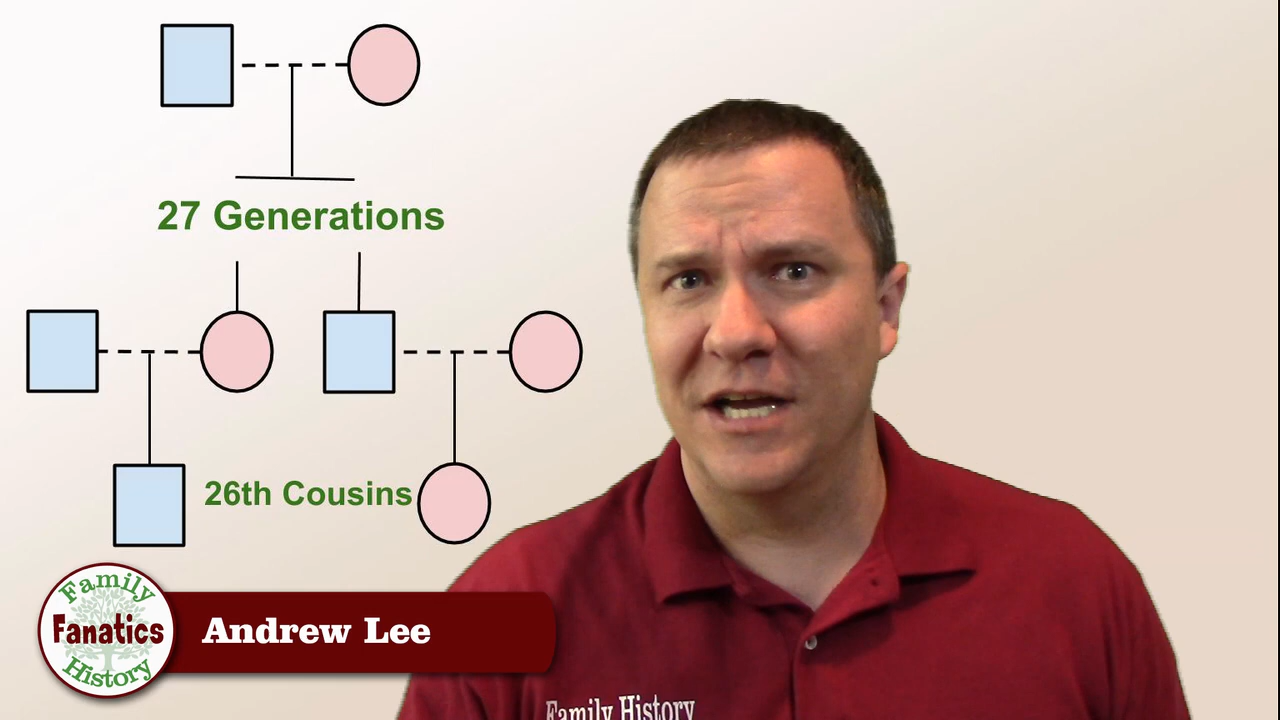 27 Generations
26th Cousins
Family
Fanatics
History
Andrew Lee
Family History